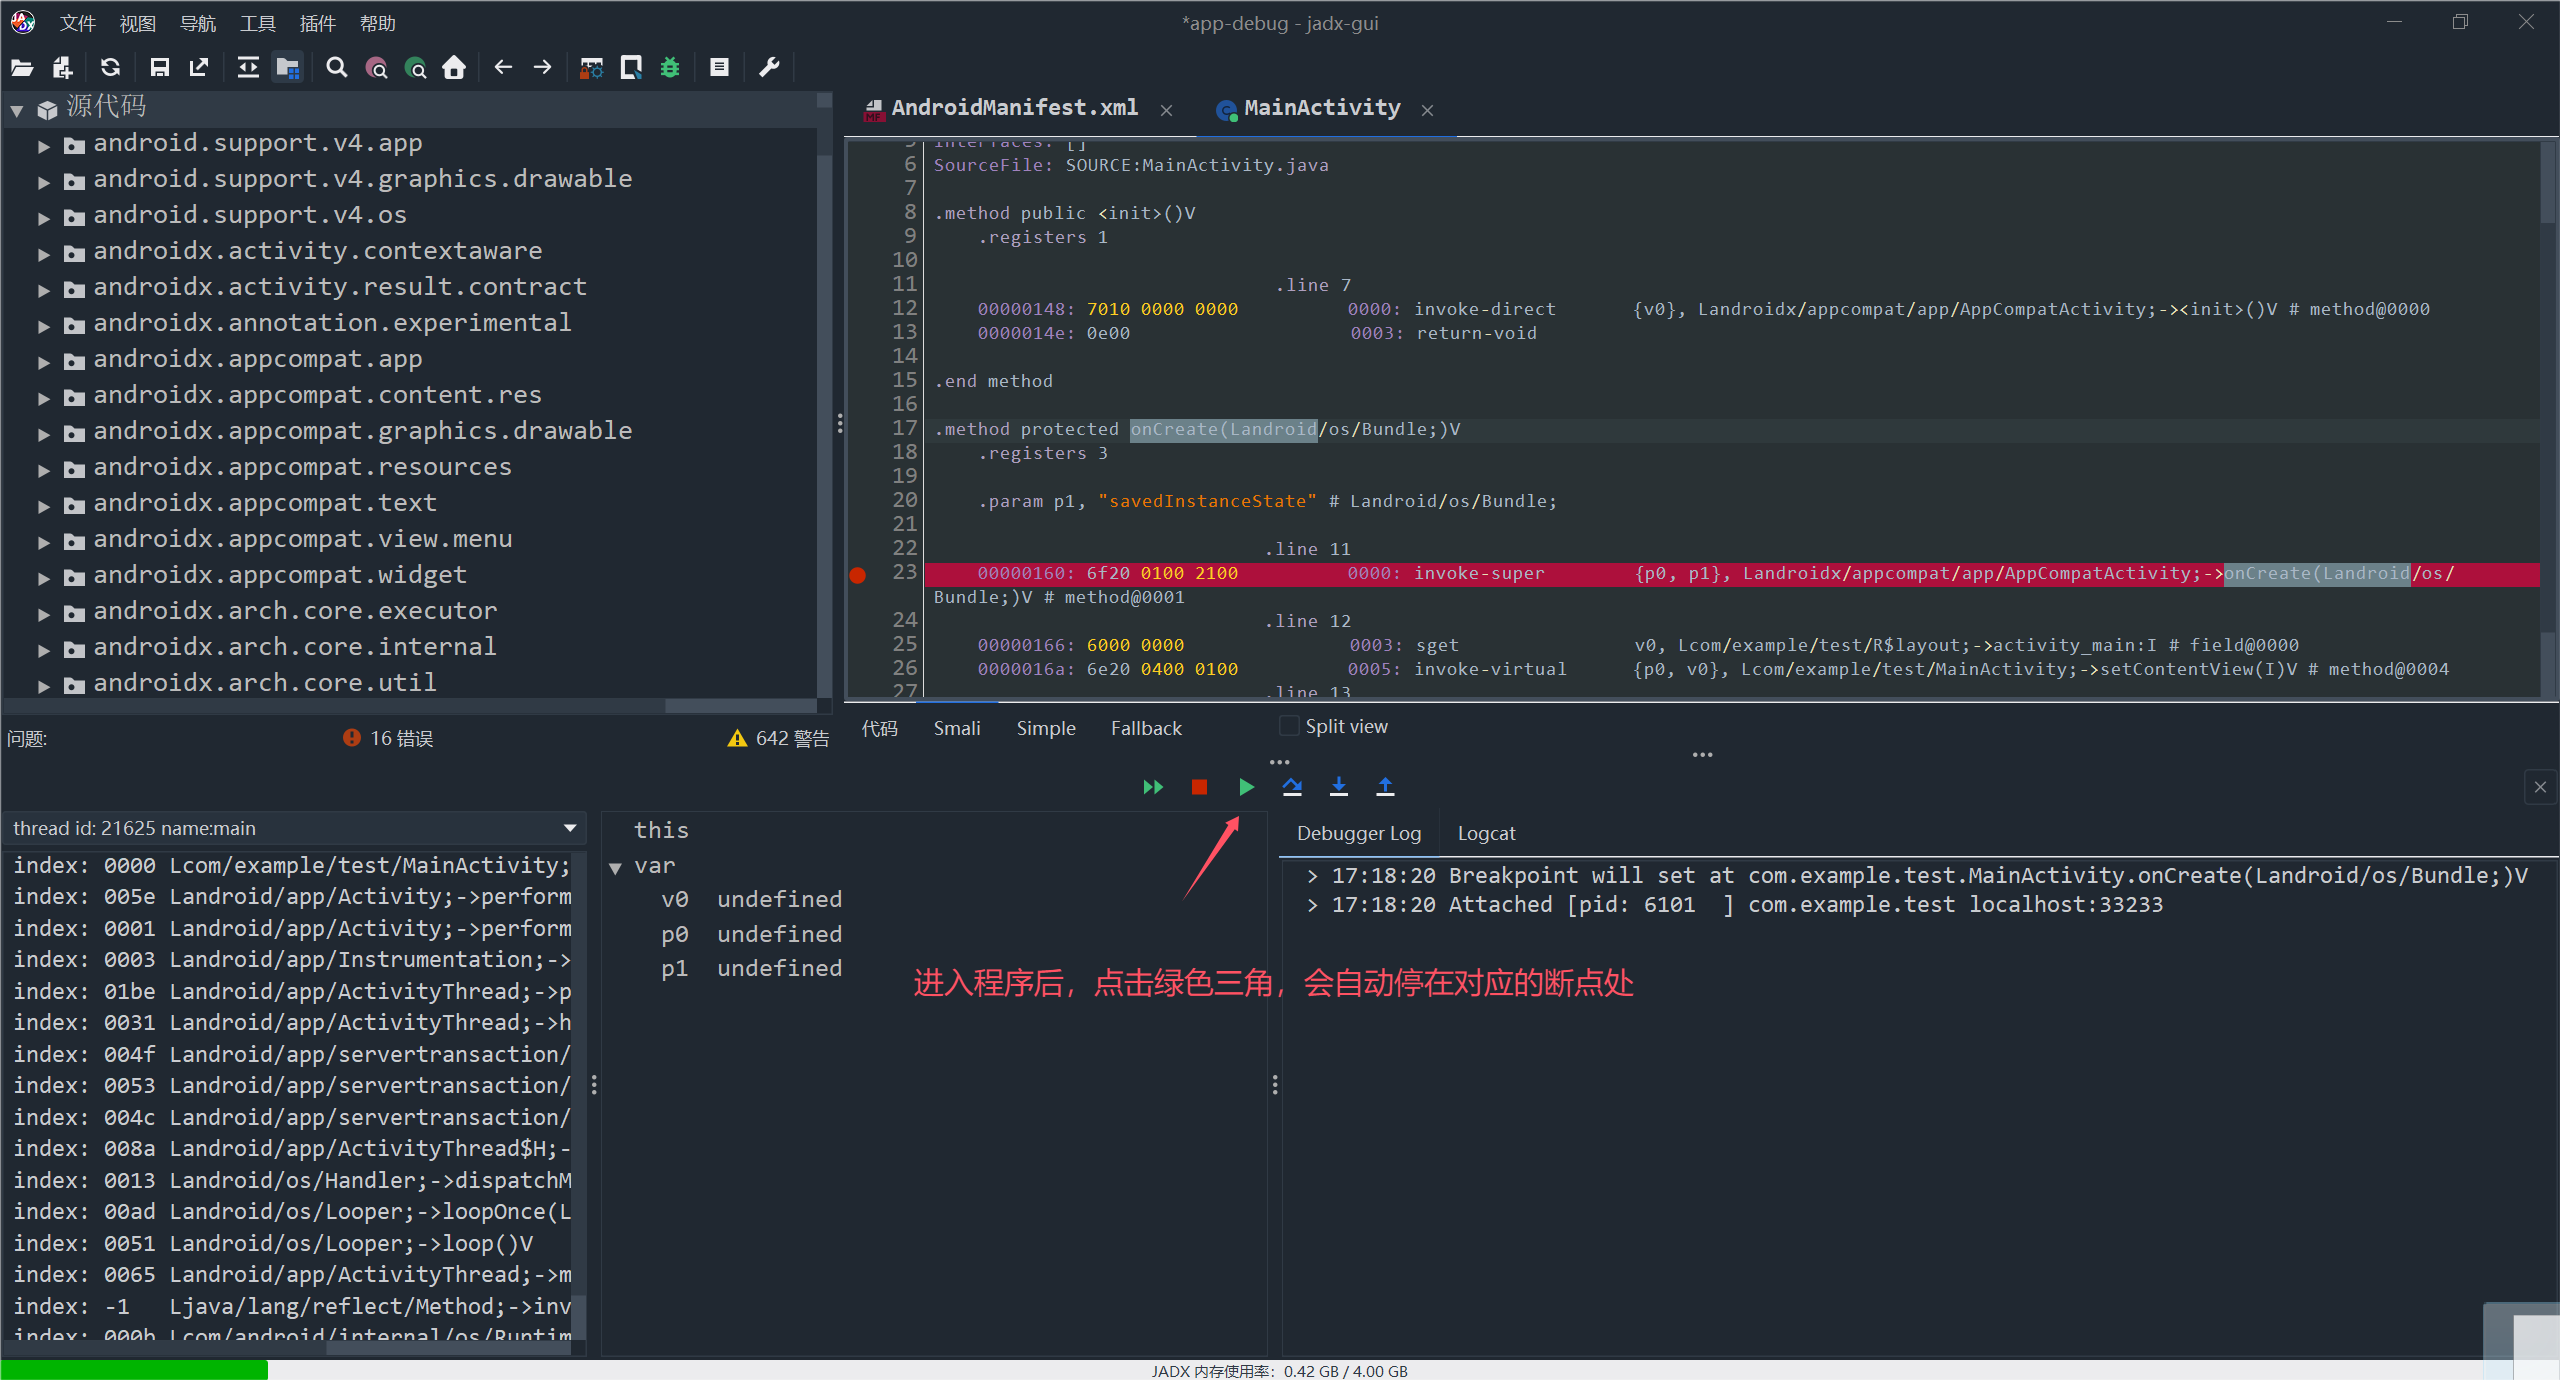 文件 视图 导航 工具 插件 帮助
*app-debug - jadx-gui
源代码
android.support.v4.app
android.support.v4.graphics.drawable
android.support.v4.os
androidx.activity.contextaware
androidx.activity.result.contract
androidx.annotation.experimental
androidx.appcompat.app
androidx.appcompat.content.res
androidx.appcompat.graphics.drawable
androidx.appcompat.resources
androidx.appcompat.text
androidx.appcompat.view.menu
androidx.appcompat.widget
androidx.arch.core.executor
androidx.arch.core.internal
androidx.arch.core.util
问题: 16 错误 642 警告
AndroidManifest.xml MainActivity
5 Interfaces: []
6 SourceFile: SOURCE:MainActivity.java
7
8 .method public <init>()V
9 .registers 1
10
11 .line 7
12 00000148: 7010 0000 0000 0000: invoke-direct {v0}, Landroidx/appcompat/app/AppCompatActivity;-><init>()V # method@0000
13 0000014e: 0e00 0003: return-void
14
15 .end method
16
17 .method protected onCreate(Landroid/os/Bundle;)V
18 .registers 3
19
20 .param p1, "savedInstanceState" # Landroid/os/Bundle;
21
22 .line 11
23 00000160: 6f20 0100 2100 0000: invoke-super {p0, p1}, Landroidx/appcompat/app/AppCompatActivity;->onCreate(Landroid/os/
Bundle;)V # method@0001
24 .line 12
25 00000166: 6000 0000 0003: sget v0, Lcom/example/test/R$layout;->activity_main:I # field@0000
26 0000016a: 6e20 0400 0100 0005: invoke-virtual {p0, v0}, Lcom/example/test/MainActivity;->setContentView(I)V # method@0004
27 .line 13
代码 Smali Simple Fallback Split view
thread id: 21625 name:main
index: 0000 Lcom/example/test/MainActivity;
index: 005e Landroid/app/Activity;->perform
index: 0001 Landroid/app/Activity;->perform
index: 0003 Landroid/app/Instrumentation;->
index: 01be Landroid/app/ActivityThread;->p
index: 0031 Landroid/app/ActivityThread;->h
index: 004f Landroid/app/servertransaction/
index: 0053 Landroid/app/servertransaction/
index: 004c Landroid/app/servertransaction/
index: 008a Landroid/app/ActivityThread$H;-
index: 0013 Landroid/os/Handler;->dispatchM
index: 00ad Landroid/os/Looper;->loopOnce(L
index: 0051 Landroid/os/Looper;->loop()V
index: 0065 Landroid/app/ActivityThread;->m
index: -1 Ljava/lang/reflect/Method;->inv
index: 000b Lcom/android/internal/os/Runtim
this
var
v0 undefined
p0 undefined
p1 undefined
进入程序后，点击绿色三角，会自动停在对应的断点处
Debugger Log Logcat
> 17:18:20 Breakpoint will set at com.example.test.MainActivity.onCreate(Landroid/os/Bundle;)V
> 17:18:20 Attached [pid: 6101 ] com.example.test localhost:33233
JADX 内存使用率：0.42 GB / 4.00 GB